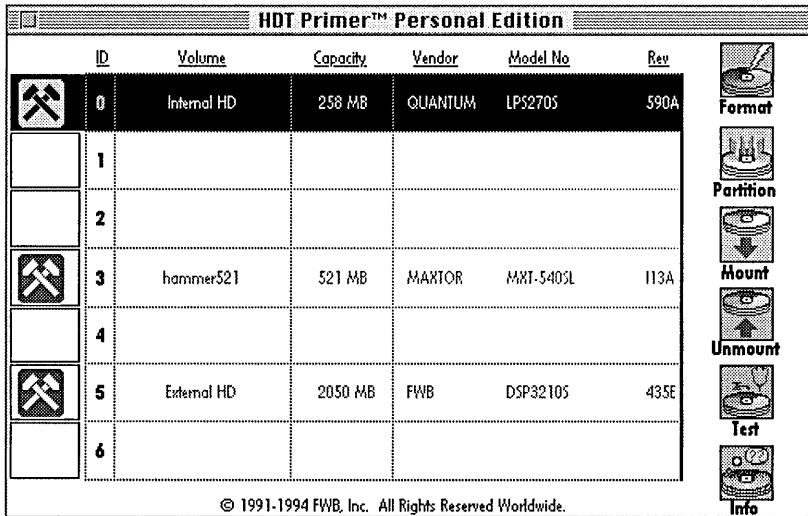 HDT Primer™ Personal Edition
ID Volume Capacity Vendor Model No Rev
0 Internal HD 258 MB QUANTUM LPS270S 590A
Format
1
Partition
2
Mount
3 hammer521 521 MB MAXTOR MXT-540SL I13A
Unmount
4
5 External HD 2050 MB FWB DSP3210S 435E
Test
6
Info
© 1991-1994 FWB, Inc. All Rights Reserved Worldwide.